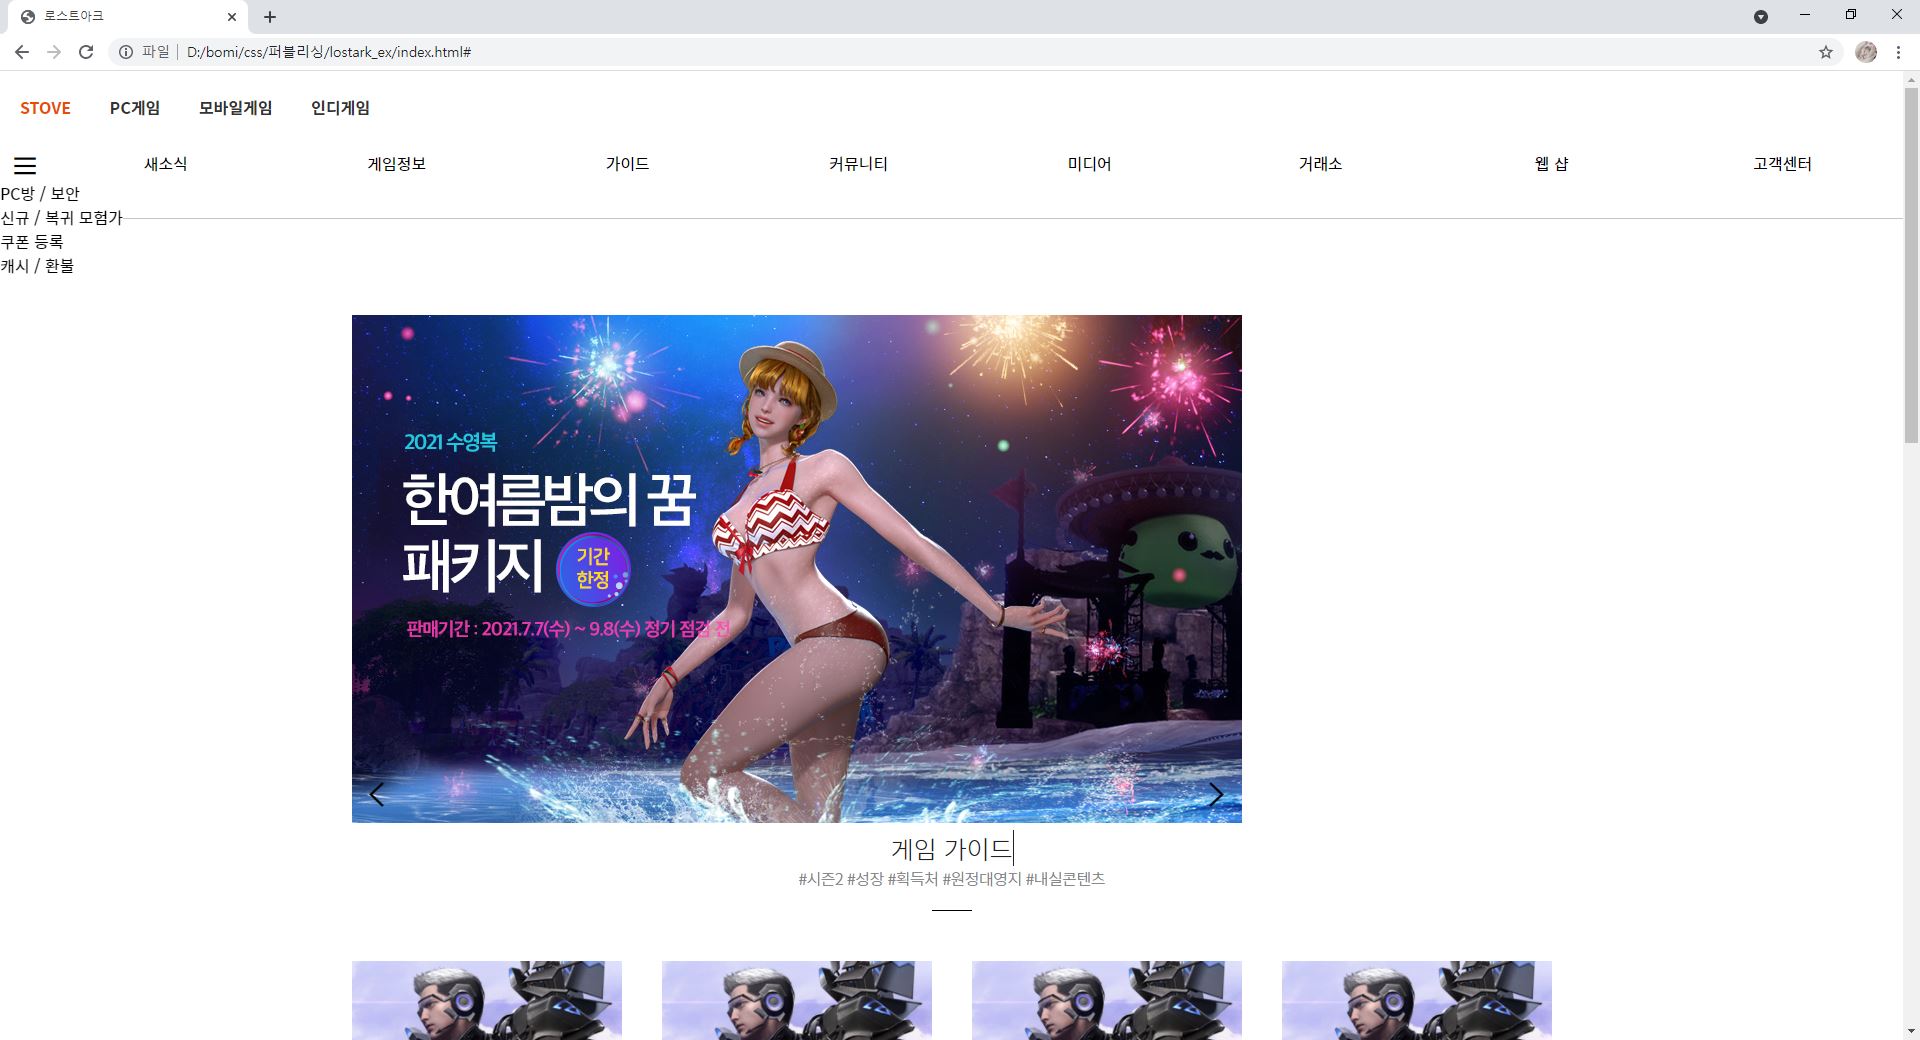 로스트아크
파일 D:/bomi/css/퍼블리싱/lostark_ex/index.html#
STOVE PC게임 모바일게임 인디게임
새소식 게임정보 가이드 커뮤니티 미디어 거래소 웹 샵 고객센터
PC방 / 보안
신규 / 복귀 모험가
쿠폰 등록
캐시 / 환불
2021 수영복
한여름밤의 꿈
패키지
기간
한정
판매기간 : 2021.7.7(수) ~ 9.8(수) 정기 점검 전
게임 가이드
#시즌2 #성장 #획득처 #원정대영지 #내실콘텐츠